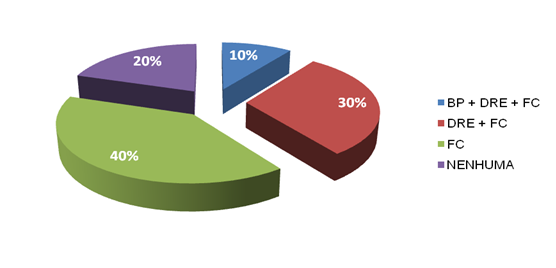 10%
20%
30%
40%
BP + DRE + FC
DRE + FC
FC
NENHUMA